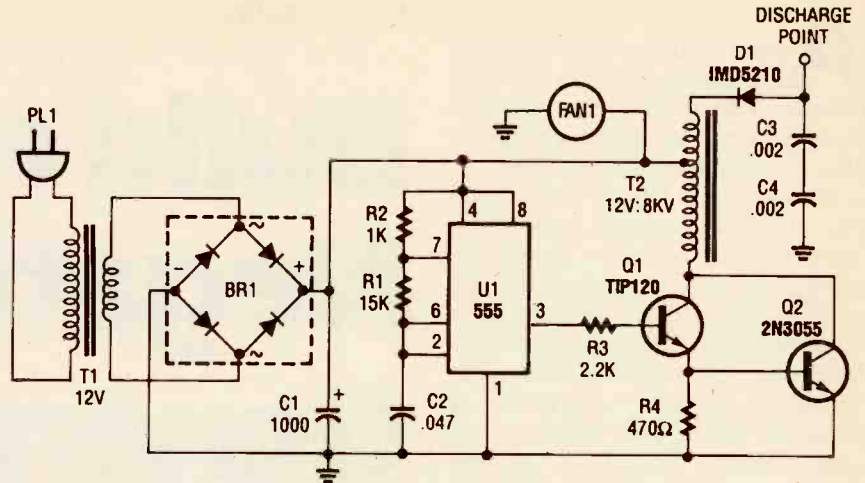 DISCHARGE
POINT
D1
IMD5210
PL1
FAN1
C3
.002
C4
.002
T2
12V:8KV
R2
1K
4
8
7
R1
15K
U1
555
6
2
3
1
BR1
~
~
-
+
T1
12V
C1
1000
+
C2
.047
R3
2.2K
Q1
TIP120
Q2
2N3055
R4
470Ω